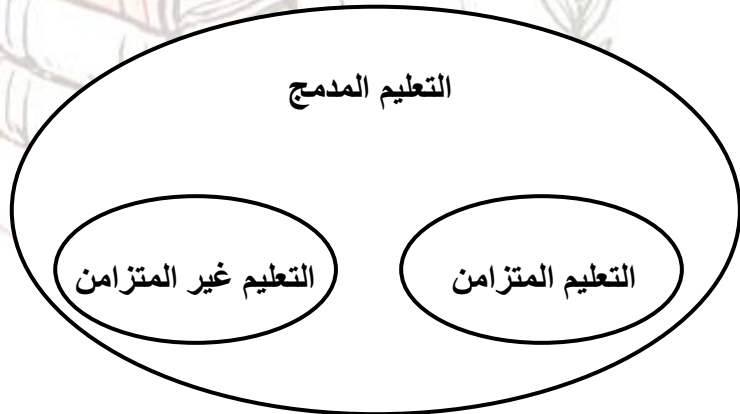 التعليم المدمج
التعليم المتزامن
التعليم غير المتزامن